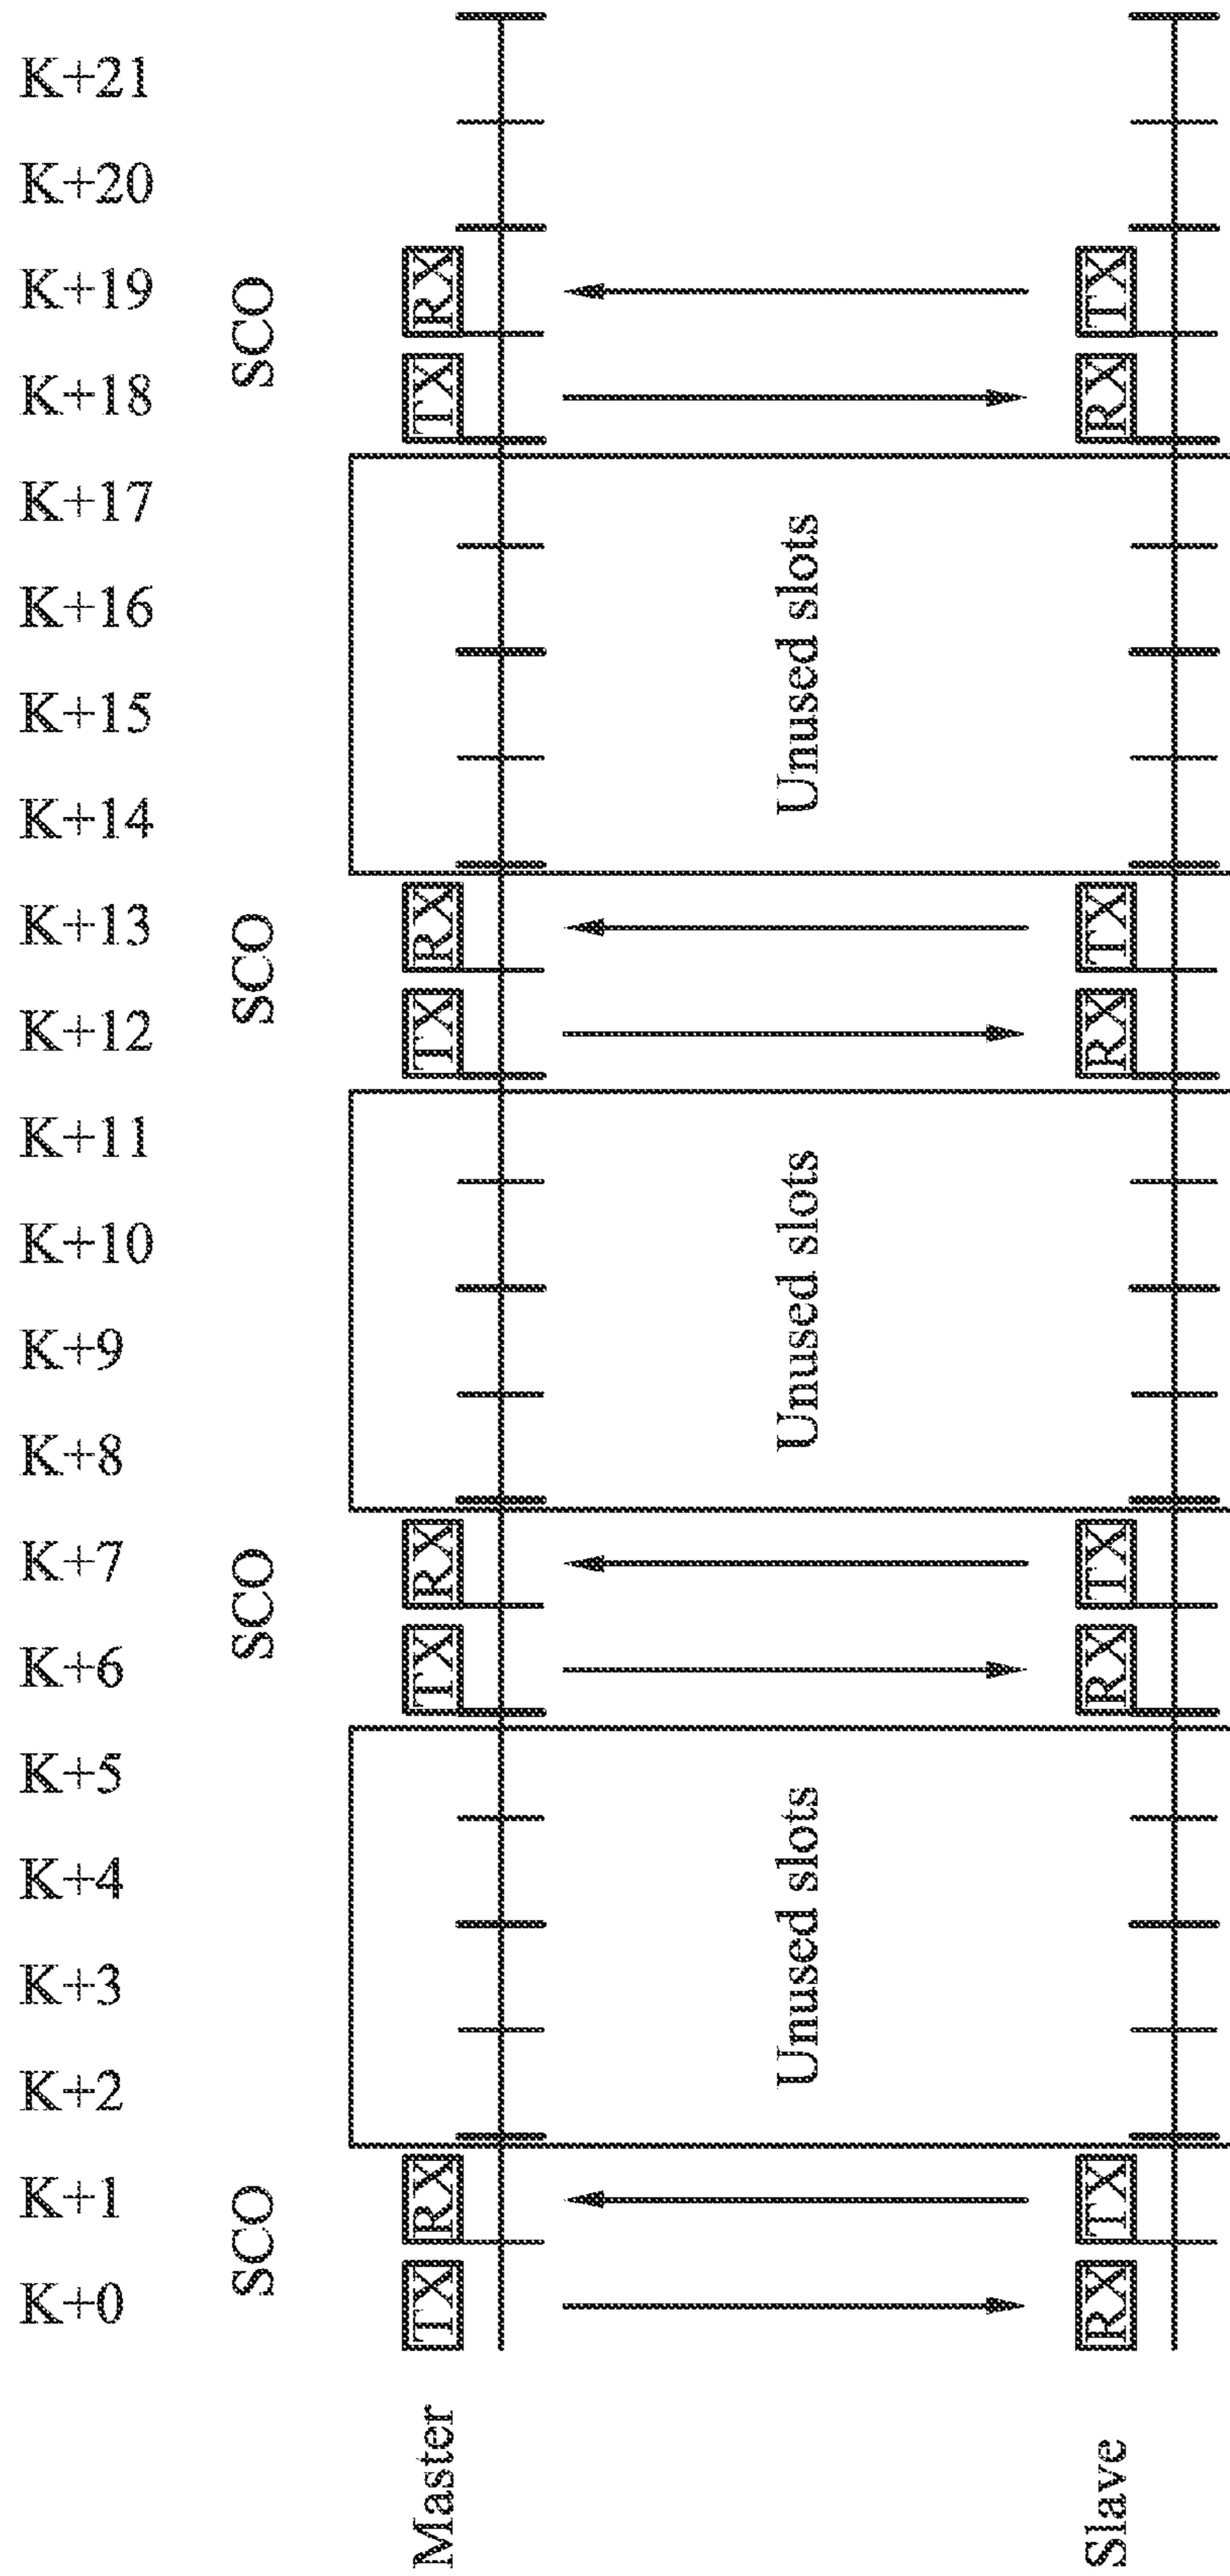 K+21
K+20
K+19
K+18
K+17
K+16
K+15
K+14
K+13
K+12
K+11
K+10
K+9
K+8
K+7
K+6
K+5
K+4
K+3
K+2
K+1
K+0
SCO
SCO
SCO
SCO
Master
TX
RX
TX
RX
TX
RX
TX
RX
Unused slots
Unused slots
Unused slots
Slave
RX
TX
RX
TX
RX
TX
RX
TX